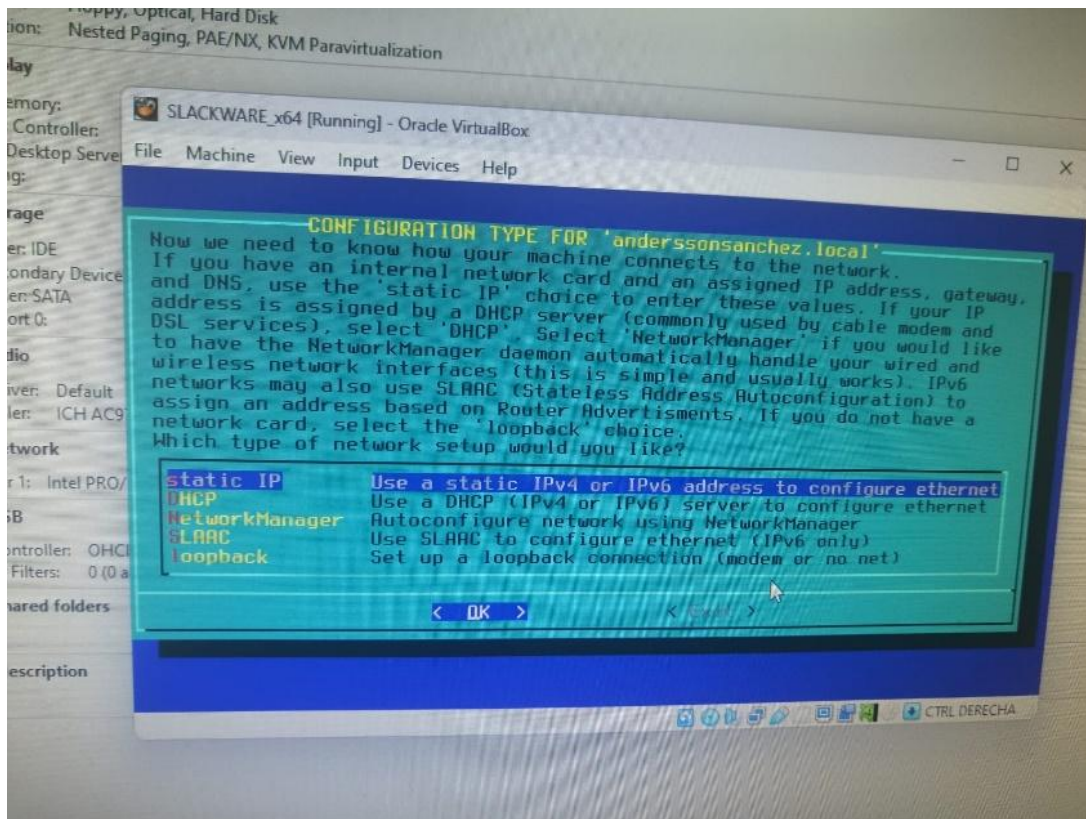 Floppy, Optical, Hard Disk
Nested Paging, PAE/NX, KVM Paravirtualization
SLACKWARE_x64 [Running] - Oracle VirtualBox
File Machine View Input Devices Help
CONFIGURATION TYPE FOR 'anderssonsanchez.local'
Now we need to know how your machine connects to the network.
If you have an internal network card and an assigned IP address, gateway,
and DNS, use the 'static IP' choice to enter these values. If your IP
address is assigned by a DHCP server (commonly used by cable modem and
DSL services), select 'DHCP'. Select 'NetworkManager' if you would like
to have the NetworkManager daemon automatically handle your wired and
wireless network interfaces (this is simple and usually works). IPv6
networks may also use SLAAC (Stateless Address Autoconfiguration) to
assign an address based on Router Advertisments. If you do not have a
network card, select the 'loopback' choice.
Which type of network setup would you like?
static IP Use a static IPv4 or IPv6 address to configure ethernet
DHCP Use a DHCP (IPv4 or IPv6) server to configure ethernet
NetworkManager Autoconfigure network using NetworkManager
SLAAC Use SLAAC to configure ethernet (IPv6 only)
loopback Set up a loopback connection (modem or no net)
< OK >
CTRL DERECHA
emory:
Controller:
Desktop Serve
rage
er: IDE
condary Device
er: SATA
ort 0:
dio
iver: Default
ler: ICH AC9
twork
r 1: Intel PRO/
SB
ontroller: OHCI
Filters: 0 (0 a
hared folders
escription